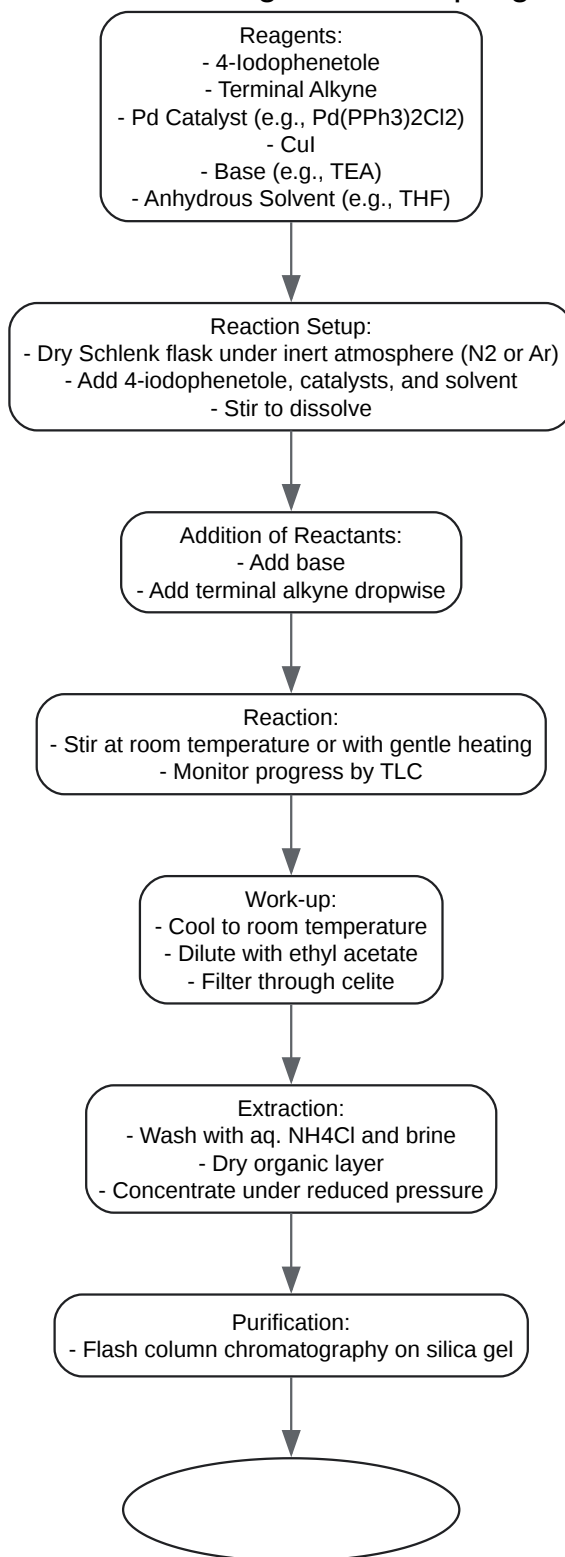 Reagents:
- 4-Iodophenetole
- Terminal Alkyne
- Pd Catalyst (e.g., Pd(PPh3)2Cl2)
- CuI
- Base (e.g., TEA)
- Anhydrous Solvent (e.g., THF)
Reaction Setup:
- Dry Schlenk flask under inert atmosphere (N2 or Ar)
- Add 4-iodophenetole, catalysts, and solvent
- Stir to dissolve
Addition of Reactants:
- Add base
- Add terminal alkyne dropwise
Reaction:
- Stir at room temperature or with gentle heating
- Monitor progress by TLC
Work-up:
- Cool to room temperature
- Dilute with ethyl acetate
- Filter through celite
Extraction:
- Wash with aq. NH4Cl and brine
- Dry organic layer
- Concentrate under reduced pressure
Purification:
- Flash column chromatography on silica gel